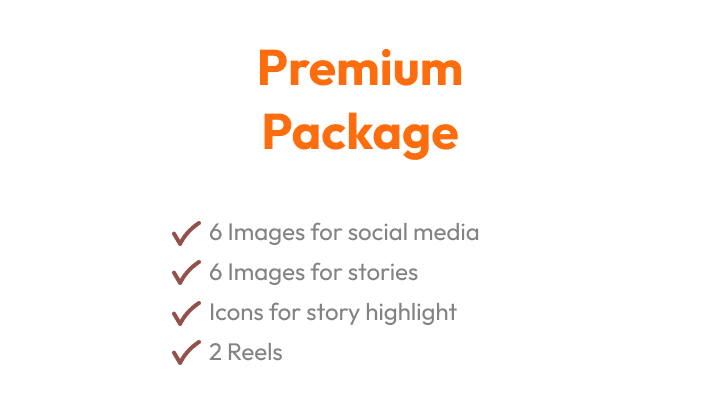 Premium
Package
6 Images for social media
6 Images for stories
Icons for story highlight
2 Reels